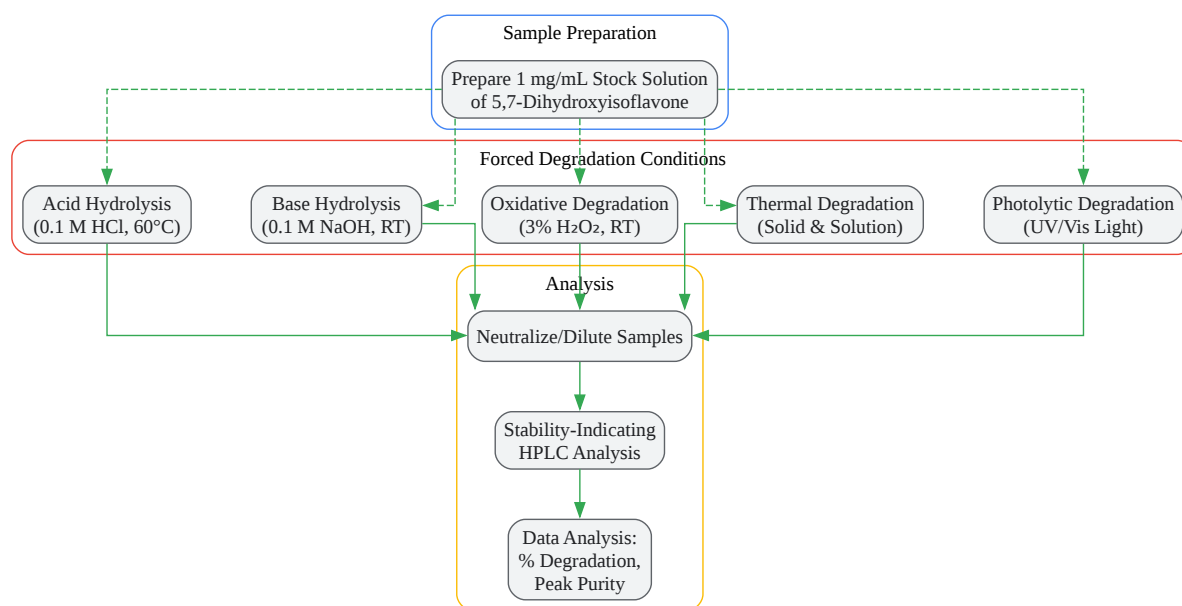 Sample Preparation
Prepare 1 mg/mL Stock Solution
of 5,7-Dihydroxyisoflavone
Forced Degradation Conditions
Acid Hydrolysis
(0.1 M HCl, 60°C)
Base Hydrolysis
(0.1 M NaOH, RT)
Oxidative Degradation
(3% H₂O₂, RT)
Thermal Degradation
(Solid & Solution)
Photolytic Degradation
(UV/Vis Light)
Analysis
Neutralize/Dilute Samples
Stability-Indicating
HPLC Analysis
Data Analysis:
% Degradation,
Peak Purity